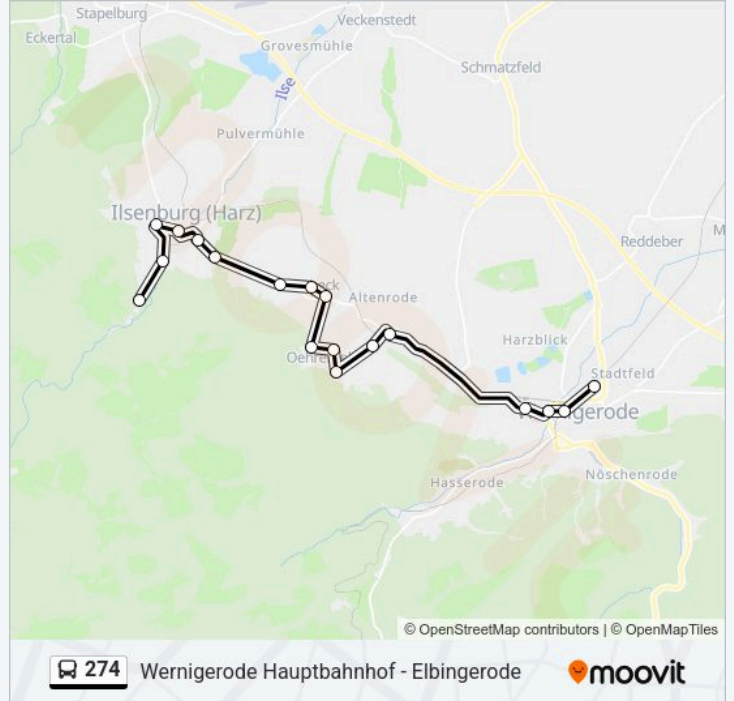 Stapelburg
Veckenstedt
Eckertal
Grovesmühle
Schmatzfeld
Ilse
Pulvermühle
Ilsenburg (Harz)
Reddeber
Altenrode
Harzblick
Stadtfeld
Hasserode
Nöschenrode
© OpenStreetMap contributors | © OpenMapTiles
274 Wernigerode Hauptbahnhof - Elbingerode
moovit